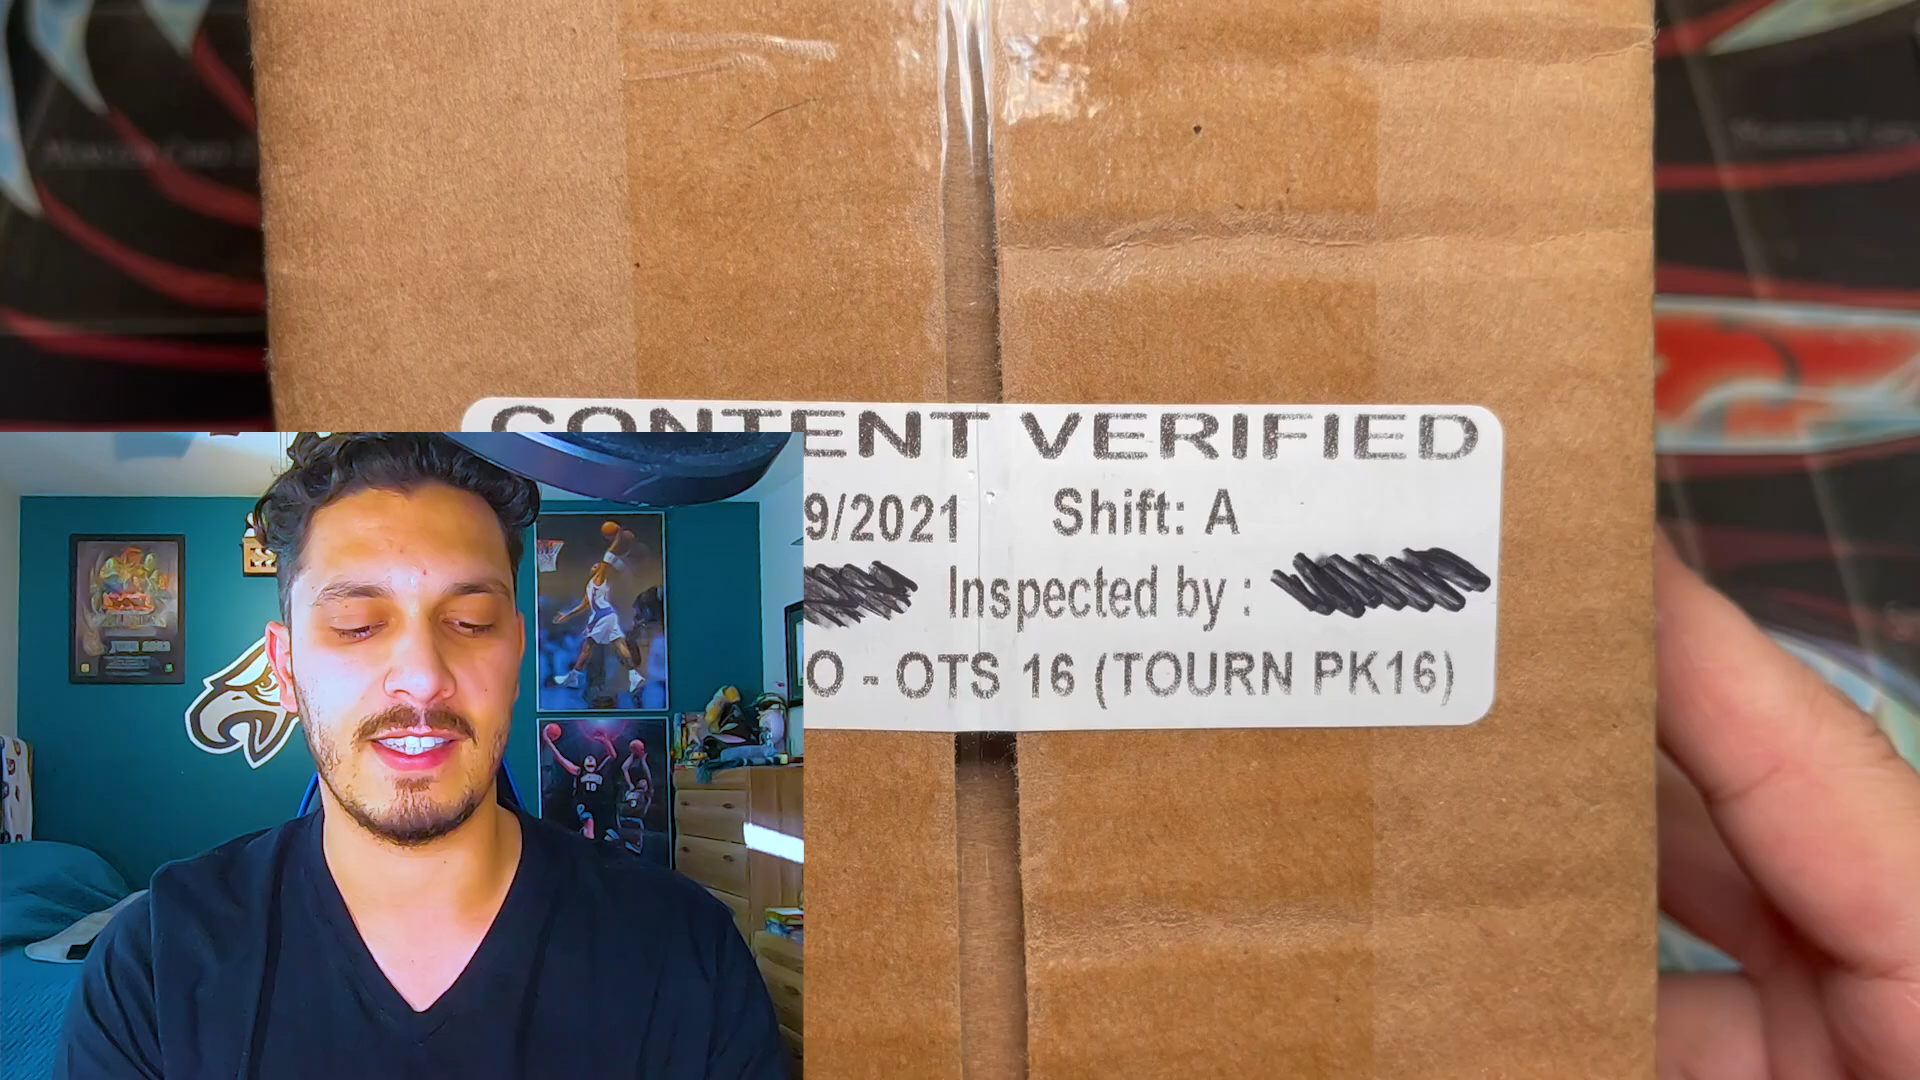 CONTENT VERIFIED
9/2021 Shift: A
Inspected by :
O - OTS 16 (TOURN PK16)